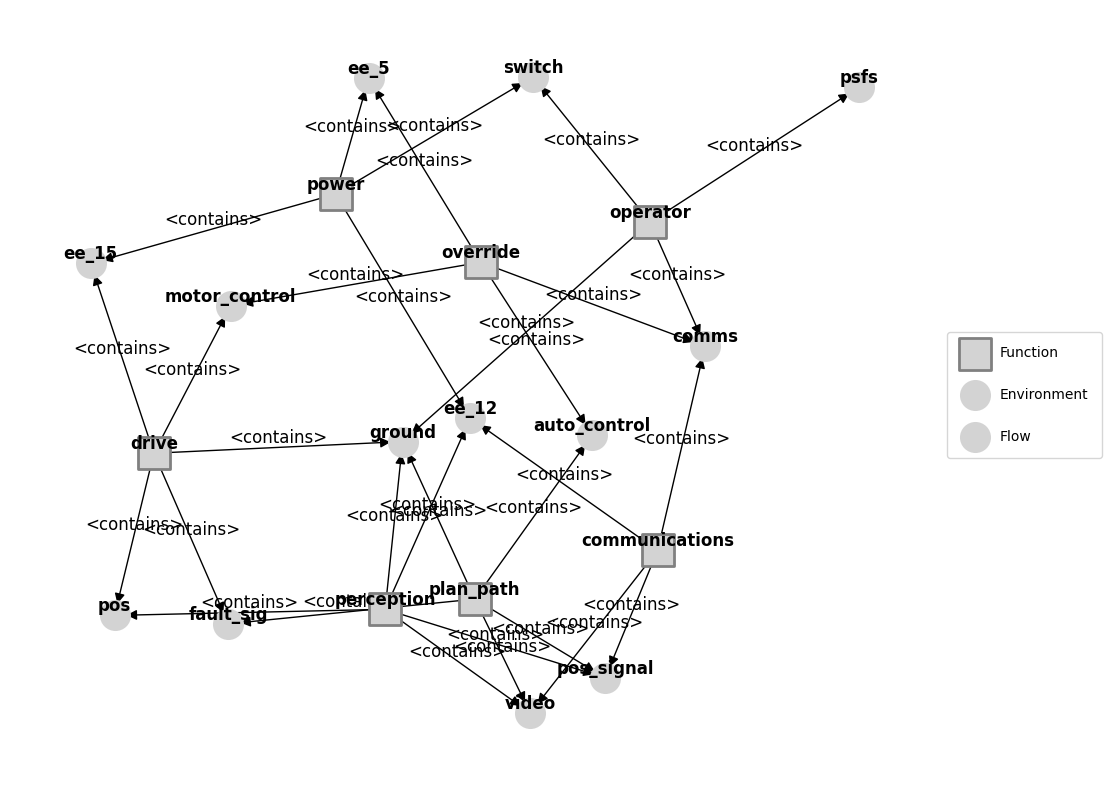 ee_5
switch
psfs
<contains>
<contains>
<contains>
<contains>
<contains>
power
operator
<contains>
ee_15
override
<contains>
<contains>
motor_control
<contains>
<contains>
<contains>
<contains>
comms
<contains>
<contains>
Function
Environment
Flow
ee_12
ground
auto_control
drive
<contains>
<contains>
<contains>
<contains>
<contains>
<contains>
<contains>
<contains>
<contains>
<contains>
communications
plan_path
perception
pos
fault_sig
<contains>
<contains>
<contains>
<contains>
<contains>
<contains>
<contains>
<contains>
pos_signal
video